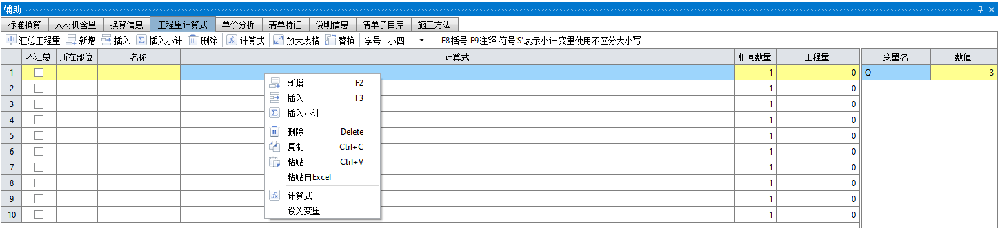 辅助
标准换算 人材机含量 换算信息 工程量计算式 单价分析 清单特征 说明信息 清单子目库 施工方法
汇总工程量 新增 插入 插入小计 删除 计算式 放大表格 替换 字号 小四 F8括号 F9注释 符号'S'表示小计 变量使用不区分大小写
不汇总 所在部位 名称 计算式 相同数量 工程量 变量名 数值
1 1 0 Q 3
2 1 0
3 1 0
4 1 0
5 1 0
6 1 0
7 1 0
8 1 0
9 1 0
10 1 0
新增 F2
插入 F3
插入小计
删除 Delete
复制 Ctrl+C
粘贴 Ctrl+V
粘贴自Excel
计算式
设为变量